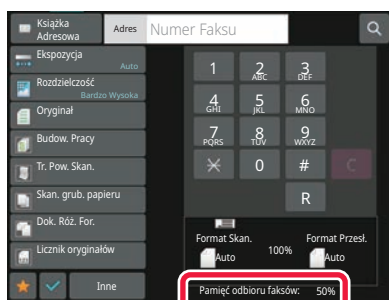 Książka
Adresowa
Adres
Numer Faksu
Ekspozycja
Auto
Rozdzielczość
Bardzo Wysoka
Oryginał
Budow. Pracy
Tr. Pow. Skan.
Skan. grub. papieru
Dok. Róż. For.
Licznik oryginałów
Inne
1
2
ABC
3
DEF
4
GHI
5
JKL
6
MNO
7
PQRS
8
TUV
9
WXYZ
0
#
C
R
Format Skan.
Auto
100%
Format Przesł.
Auto
Pamięć odbioru faksów: 50%